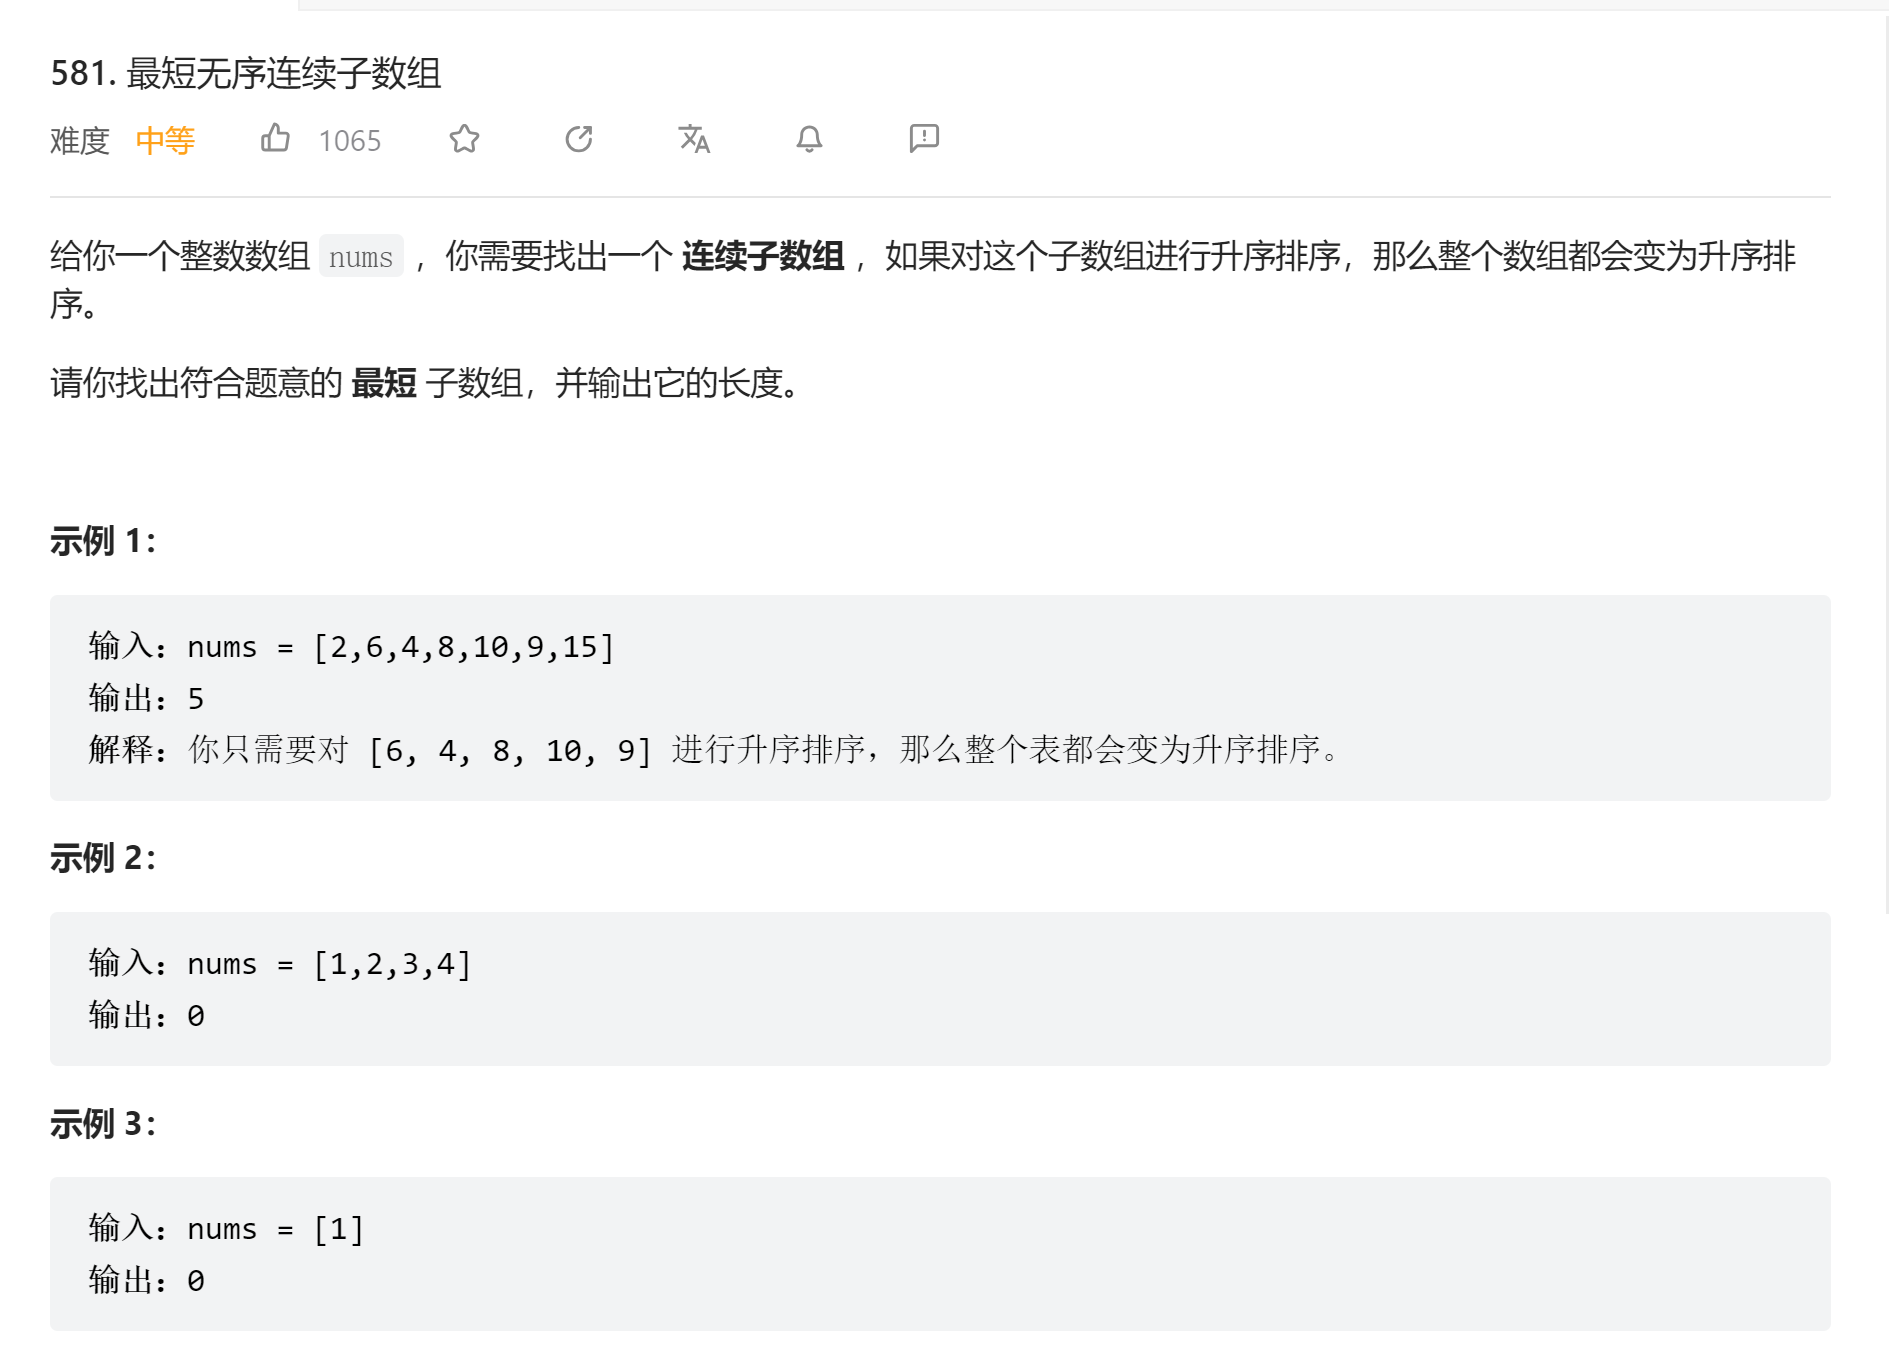 581. 最短无序连续子数组
难度 中等 1065
给你一个整数数组 nums ，你需要找出一个 连续子数组 ，如果对这个子数组进行升序排序，那么整个数组都会变为升序排
序。
请你找出符合题意的 最短 子数组，并输出它的长度。
示例 1：
输入：nums = [2,6,4,8,10,9,15]
输出：5
解释：你只需要对 [6, 4, 8, 10, 9] 进行升序排序，那么整个表都会变为升序排序。
示例 2：
输入：nums = [1,2,3,4]
输出：0
示例 3：
输入：nums = [1]
输出：0